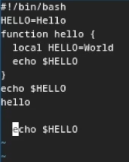 #!/bin/bash
HELLO=Hello
function hello {
  local HELLO=World
  echo $HELLO
}
echo $HELLO
hello

  echo $HELLO
~
~